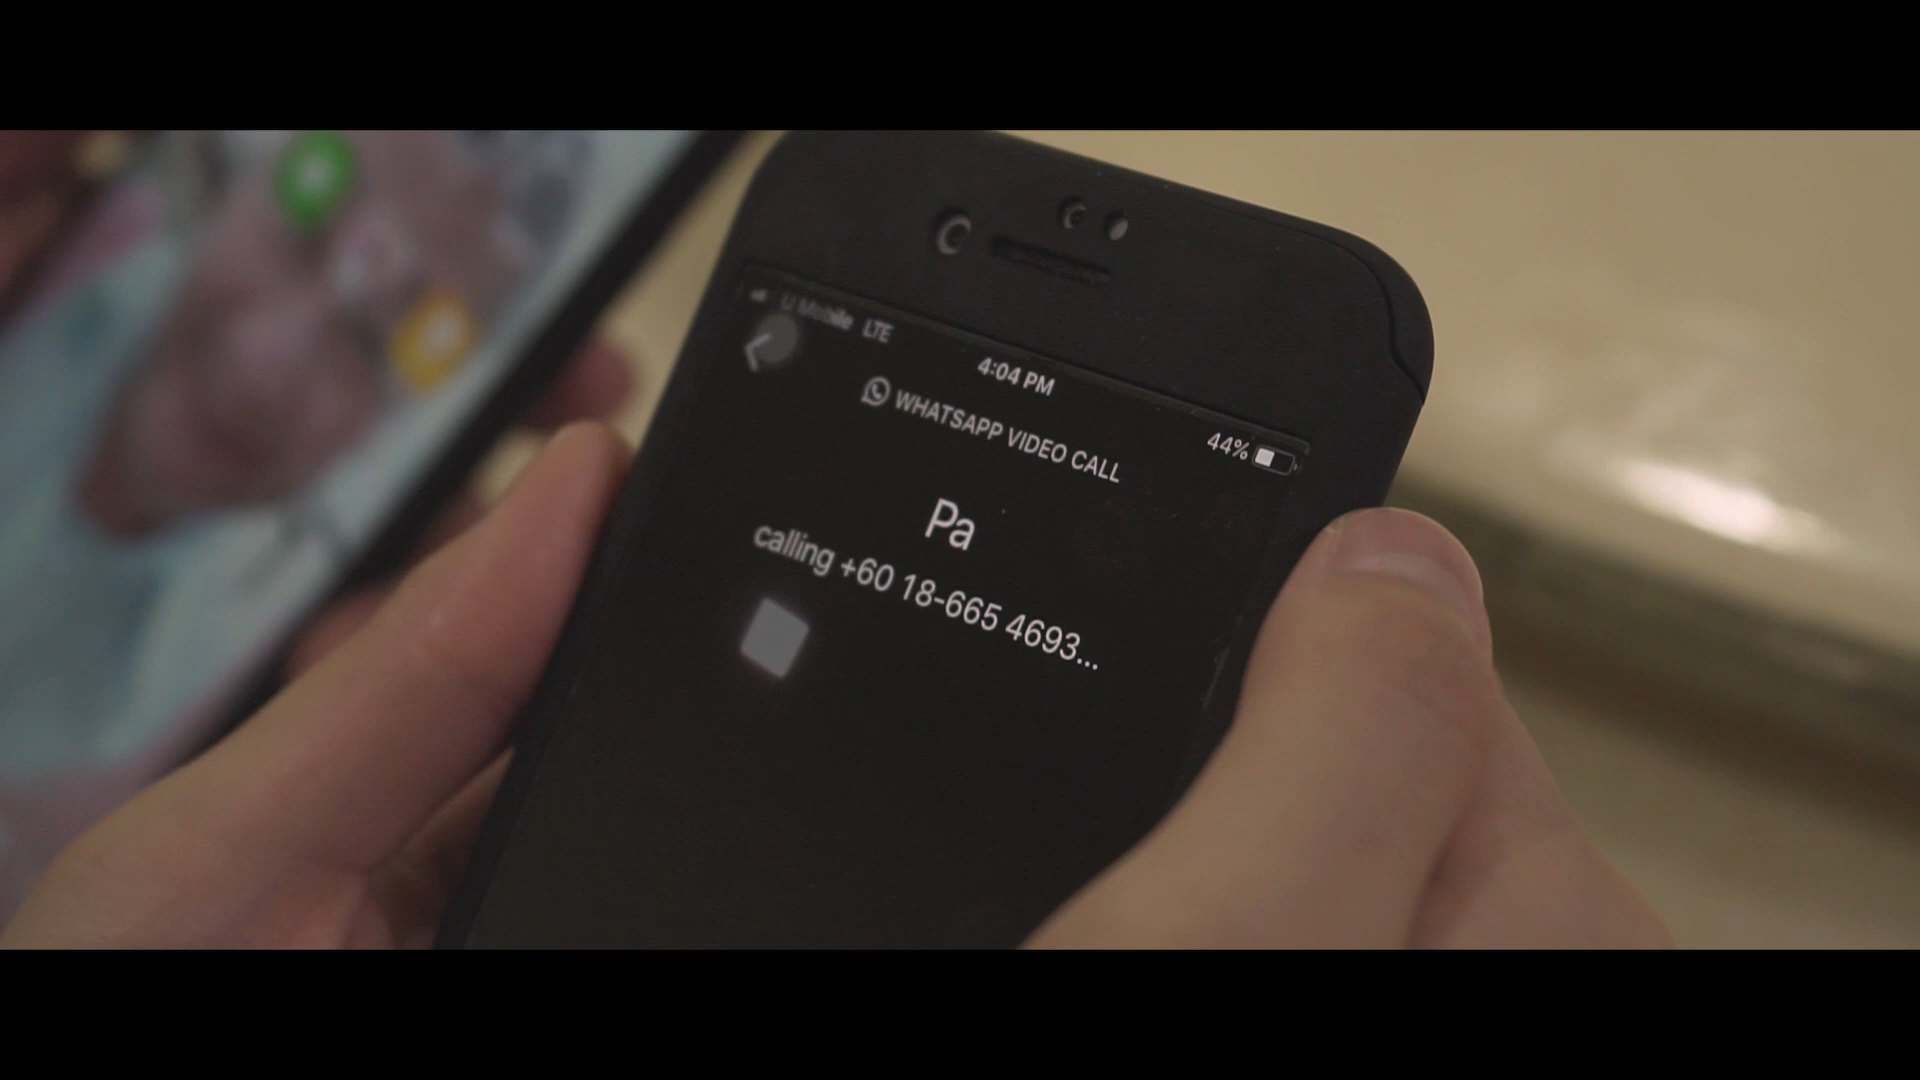 U Mobile LTE
4:04 PM
44%
WHATSAPP VIDEO CALL
Pa
calling +60 18-665 4693...